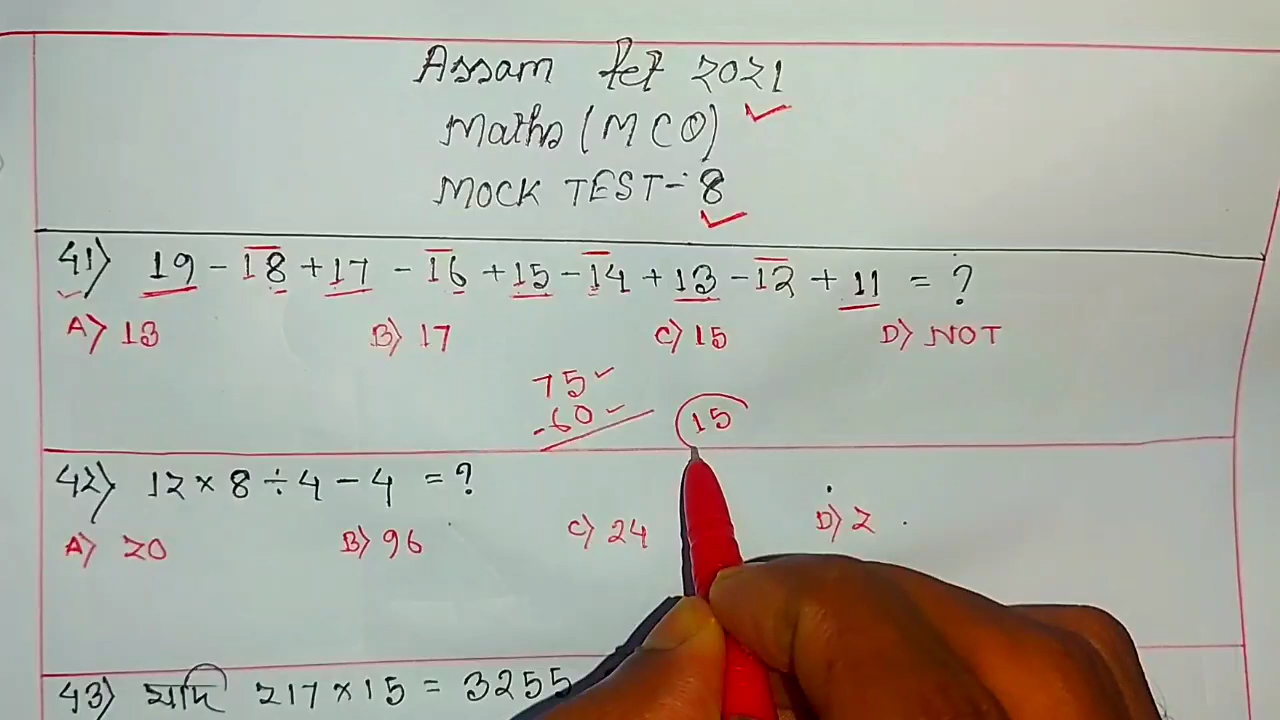 Assam Tet 2021
Maths (MCQ)
MOCK TEST- 8
41) 19 - 18 + 17 - 16 + 15 - 14 + 13 - 12 + 11 = ?
A) 13 B) 17 C) 15 D) NOT
75
-60 15
42) 12 × 8 ÷ 4 - 4 = ?
A) 20 B) 96 C) 24 D) 2
43) যদি 217 × 15 = 3255